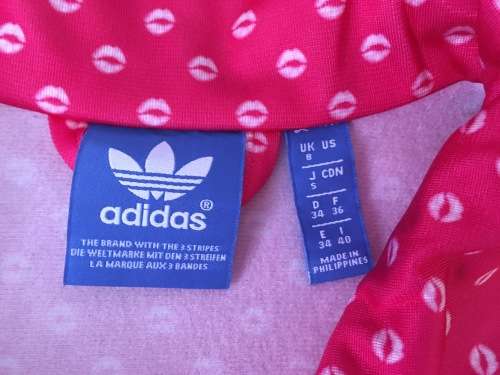 adidas®
THE BRAND WITH THE 3 STRIPES
DIE WELTMARKE MIT DEN 3 STREIFEN
LA MARQUE AUX 3 BANDES
UK US
8
J CDN
S
D F
34 36
E I
34 40
MADE IN
PHILIPPINES